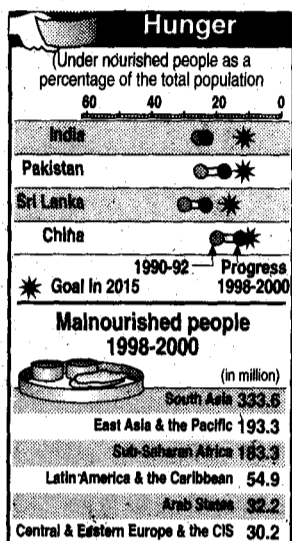 Hunger
(Under nourished people as a
percentage of the total population
60 40 20 0
India
Pakistan
Sri Lanka
China
1990-92 Progress
Goal in 2015 1998-2000
Malnourished people
1998-2000
(in million)
South Asia 333.6
East Asia & the Pacific 193.3
Sub-Saharan Africa 183.3
Latin America & the Caribbean 54.9
Arab States 32.2
Central & Eastern Europe & the CIS 30.2